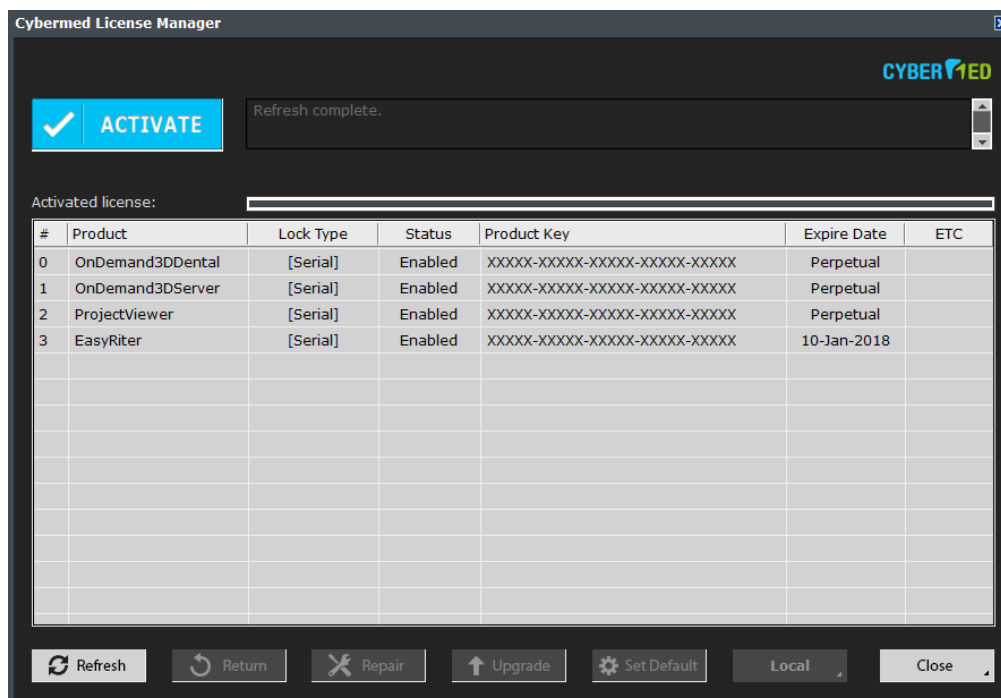 Cybermed License Manager
CYBERMED
ACTIVATE
Refresh complete.
Activated license:
# Product Lock Type Status Product Key Expire Date ETC
0 OnDemand3DDental [Serial] Enabled XXXXX-XXXXX-XXXXX-XXXXX-XXXXX Perpetual
1 OnDemand3DServer [Serial] Enabled XXXXX-XXXXX-XXXXX-XXXXX-XXXXX Perpetual
2 ProjectViewer [Serial] Enabled XXXXX-XXXXX-XXXXX-XXXXX-XXXXX Perpetual
3 EasyRiter [Serial] Enabled XXXXX-XXXXX-XXXXX-XXXXX-XXXXX 10-Jan-2018
Refresh Return Repair Upgrade Set Default Local Close